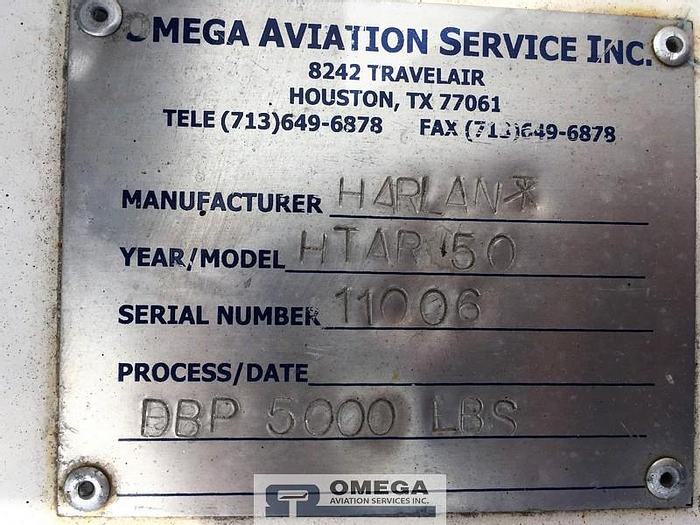 OMEGA AVIATION SERVICE INC.
8242 TRAVELAIR
HOUSTON, TX 77061
TELE (713)649-6878 FAX (713)649-6878
MANUFACTURER HARLAN
YEAR/MODEL HTAR 50
SERIAL NUMBER 11006
PROCESS/DATE
DBP 5000 LBS
OMEGA
AVIATION SERVICES INC.